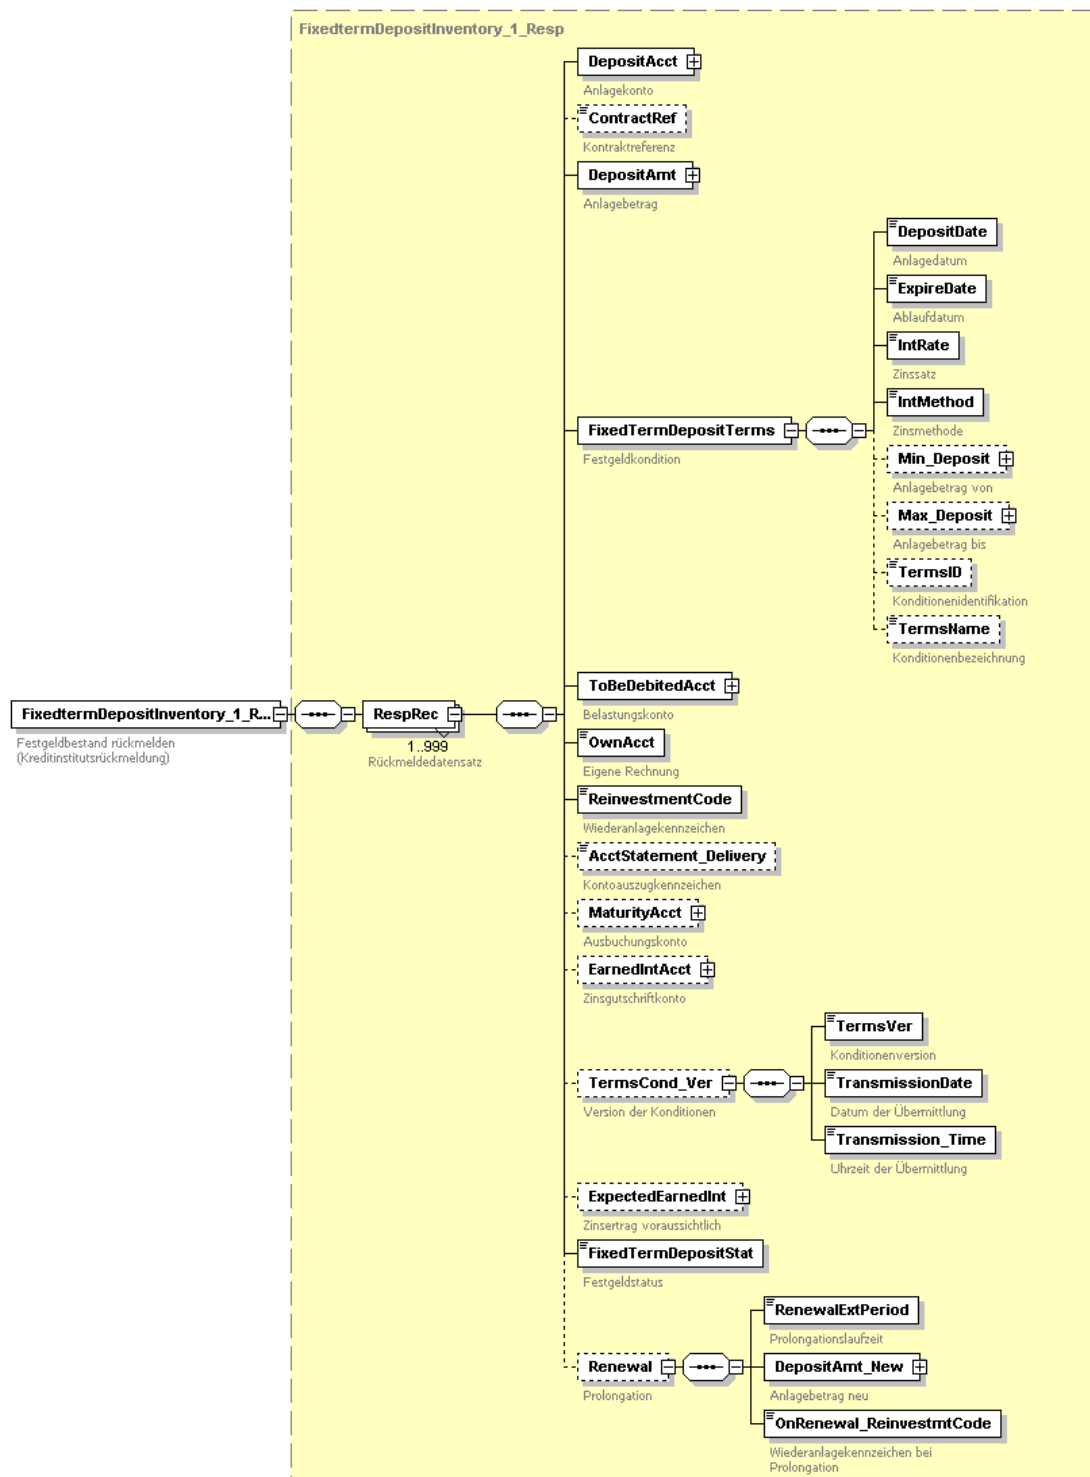 FixedtermDepositInventory_1_Resp
DepositAcct
Anlagekonto
ContractRef
Kontraktreferenz
DepositAmt
Anlagebetrag
DepositDate
Anlagedatum
ExpireDate
Ablaufdatum
IntRate
Zinssatz
IntMethod
Zinsmethode
FixedTermDepositTerms
Festgeldkondition
Min_Deposit
Anlagebetrag von
Max_Deposit
Anlagebetrag bis
TermsID
Konditionenidentifikation
TermsName
Konditionenbezeichnung
ToBeDebitedAcct
Belastungskonto
FixedtermDepositInventory_1_R...
Festgeldbestand rückmelden
(Kreditinstitutsrückmeldung)
RespRec
1..999
Rückmeldedatensatz
OwnAcct
Eigene Rechnung
ReinvestmentCode
Wiederanlagekennzeichen
AcctStatement_Delivery
Kontoauszugkennzeichen
MaturityAcct
Ausbuchungskonto
EarnedIntAcct
Zinsgutschriftkonto
TermsVer
Konditionenversion
TermsCond_Ver
Version der Konditionen
TransmissionDate
Datum der Übermittlung
Transmission_Time
Uhrzeit der Übermittlung
ExpectedEarnedInt
Zinsertrag voraussichtlich
FixedTermDepositStat
Festgeldstatus
RenewalExtPeriod
Prolongationslaufzeit
Renewal
Prolongation
DepositAmt_New
Anlagebetrag neu
OnRenewal_ReinvestmtCode
Wiederanlagekennzeichen bei
Prolongation